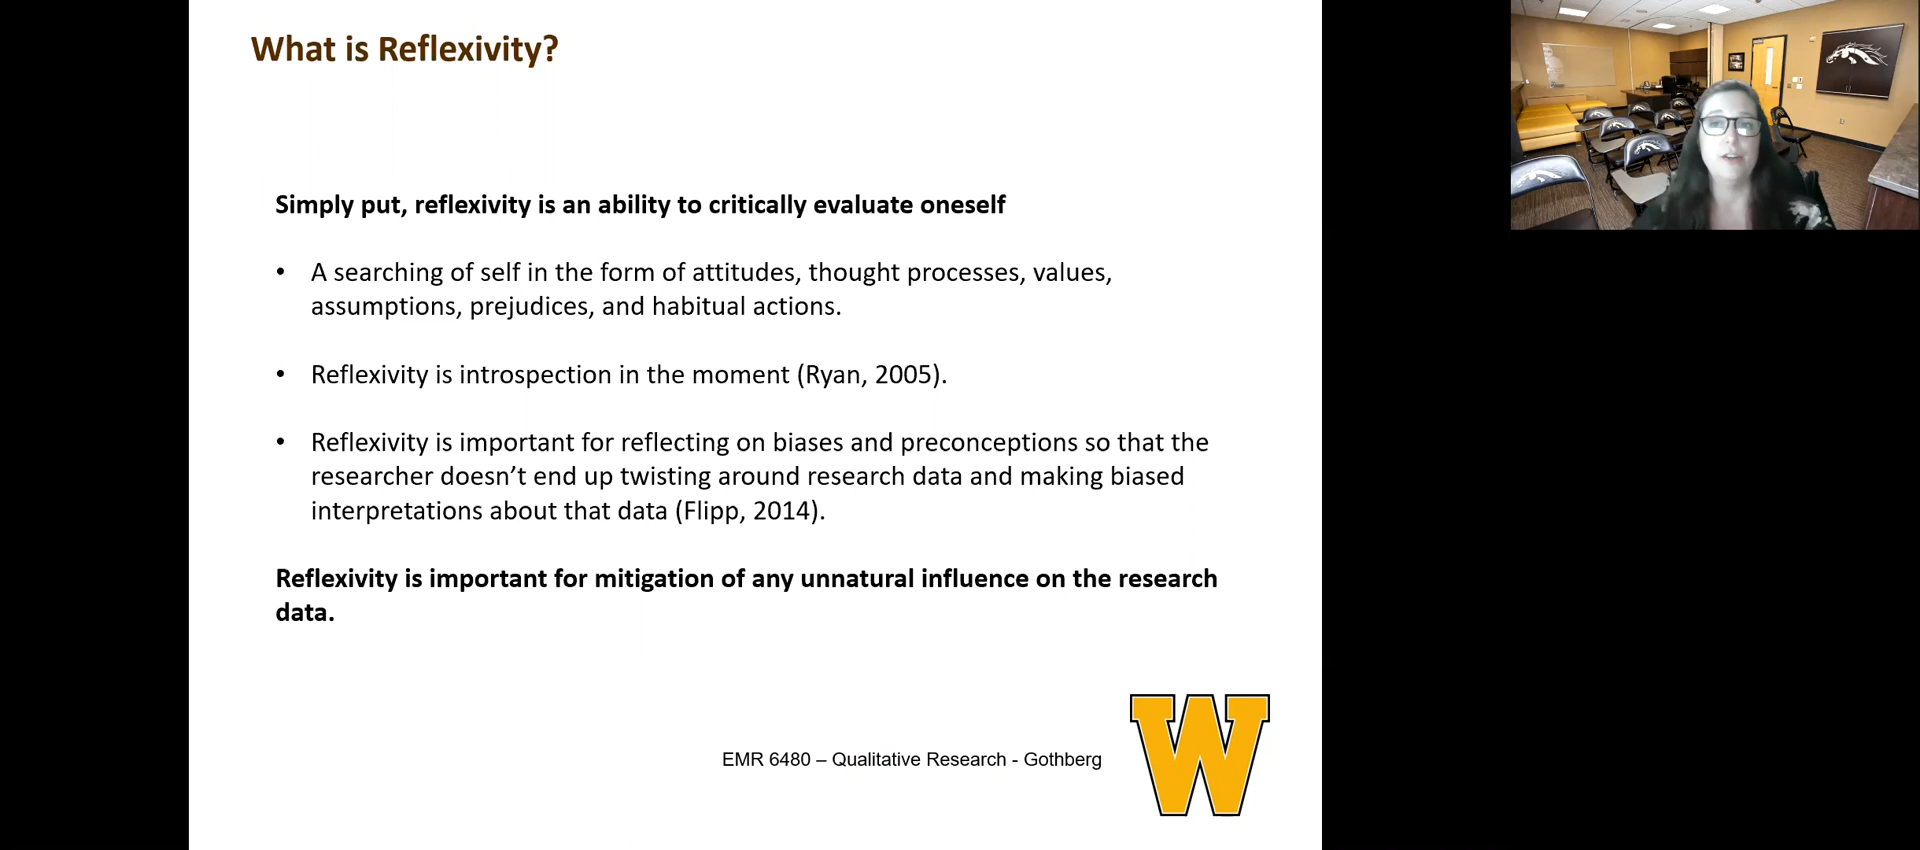 What is Reflexivity?
Simply put, reflexivity is an ability to critically evaluate oneself
• A searching of self in the form of attitudes, thought processes, values,
assumptions, prejudices, and habitual actions.
• Reflexivity is introspection in the moment (Ryan, 2005).
• Reflexivity is important for reflecting on biases and preconceptions so that the
researcher doesn’t end up twisting around research data and making biased
interpretations about that data (Flipp, 2014).
Reflexivity is important for mitigation of any unnatural influence on the research
data.
EMR 6480 – Qualitative Research - Gothberg
W